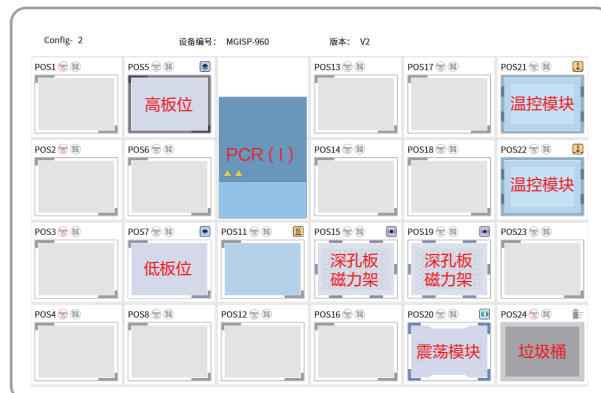 Config- 2 设备编号: MGISP-960 版本: V2
POS1 POS5 POS13 POS17 POS21
高板位
温控模块
PCR ( I )
POS2 POS6 POS14 POS18 POS22
温控模块
POS3 POS7 POS11 POS15 POS19 POS23
低板位
深孔板
磁力架
深孔板
磁力架
POS4 POS8 POS12 POS16 POS20 POS24
震荡模块
垃圾桶